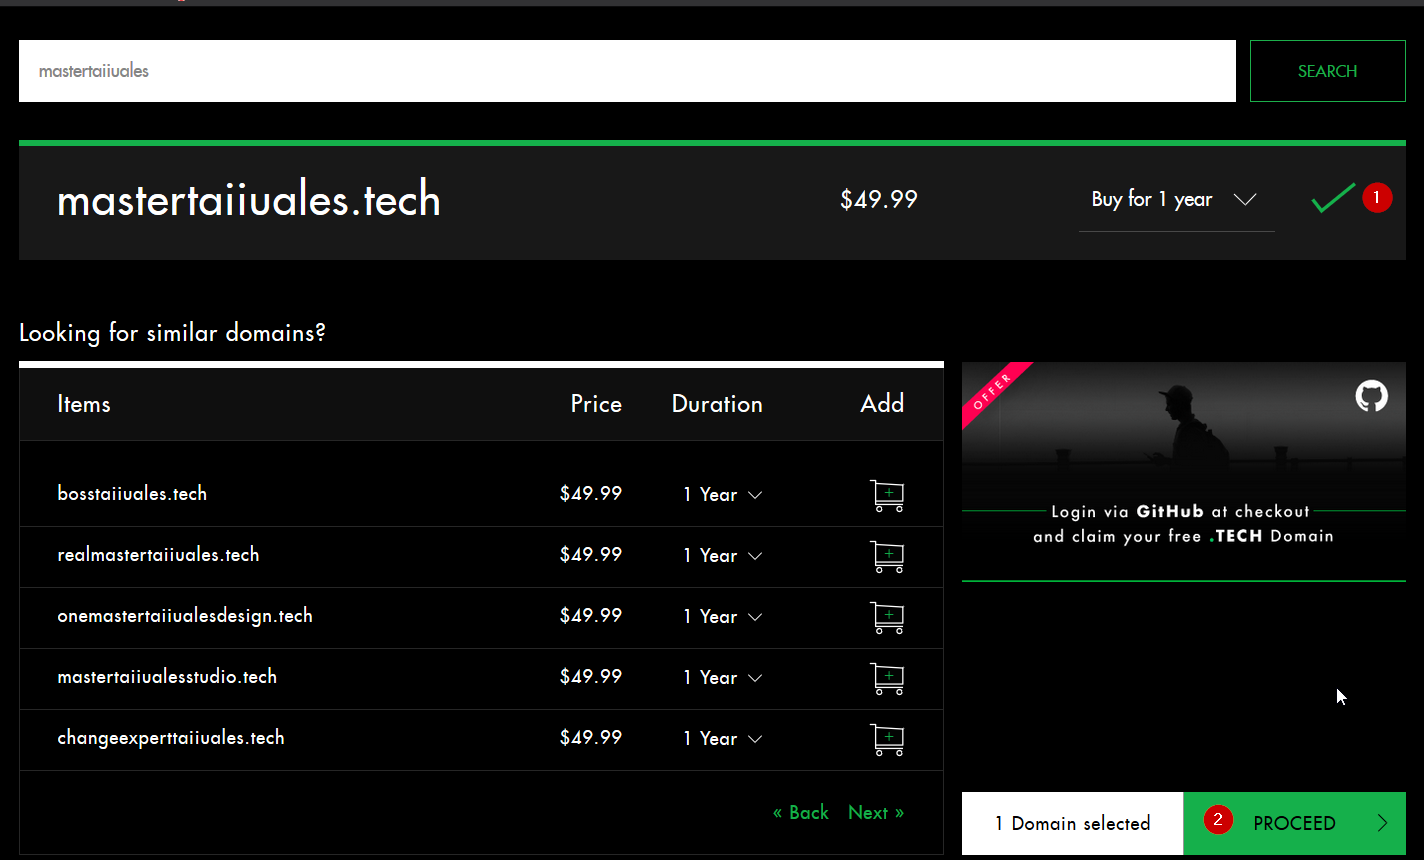 mastertaiiuales
SEARCH
mastertaiiuales.tech $49.99 Buy for 1 year 1
Looking for similar domains?
Items Price Duration Add
bosstaiiuales.tech $49.99 1 Year
realmastertaiiuales.tech $49.99 1 Year
onemastertaiiualesdesign.tech $49.99 1 Year
mastertaiiualesstudio.tech $49.99 1 Year
changeexperttaiiuales.tech $49.99 1 Year
« Back Next »
OFFER
Login via GitHub at checkout
and claim your free .TECH Domain
1 Domain selected
2 PROCEED